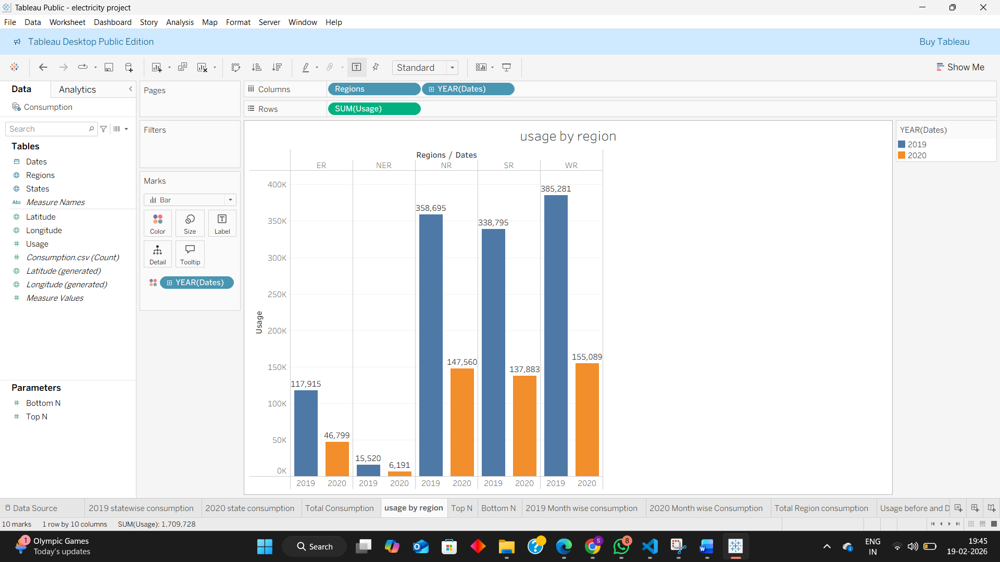 Tableau Public - electricity project
File Data Worksheet Dashboard Story Analysis Map Format Server Window Help
Tableau Desktop Public Edition
Buy Tableau
Standard
Show Me
Data
Analytics
Consumption
Search
Tables
Dates
Regions
States
Abc Measure Names
Latitude
Longitude
Usage
Consumption.csv (Count)
Latitude (generated)
Longitude (generated)
Measure Values
Parameters
Bottom N
Top N
Pages
Filters
Marks
Bar
Color
Size
Label
Detail
Tooltip
YEAR(Dates)
Columns
Regions
YEAR(Dates)
Rows
SUM(Usage)
usage by region
Regions / Dates
ER NER NR SR WR
Usage
400K
350K
300K
250K
200K
150K
100K
50K
0K
117,915
46,799
15,520
6,191
358,695
147,560
338,795
137,883
385,281
155,089
2019 2020 2019 2020 2019 2020 2019 2020 2019 2020
YEAR(Dates)
2019
2020
Data Source
2019 statewise consumption
2020 state consumption
Total Consumption
usage by region
Top N
Bottom N
2019 Month wise consumption
2020 Month wise Consumption
Total Region consumption
Usage before and D
10 marks
1 row by 10 columns
SUM(Usage): 1,709,728
1
Olympic Games
Today's updates
Search
S
8
ENG
IN
19:45
19-02-2026